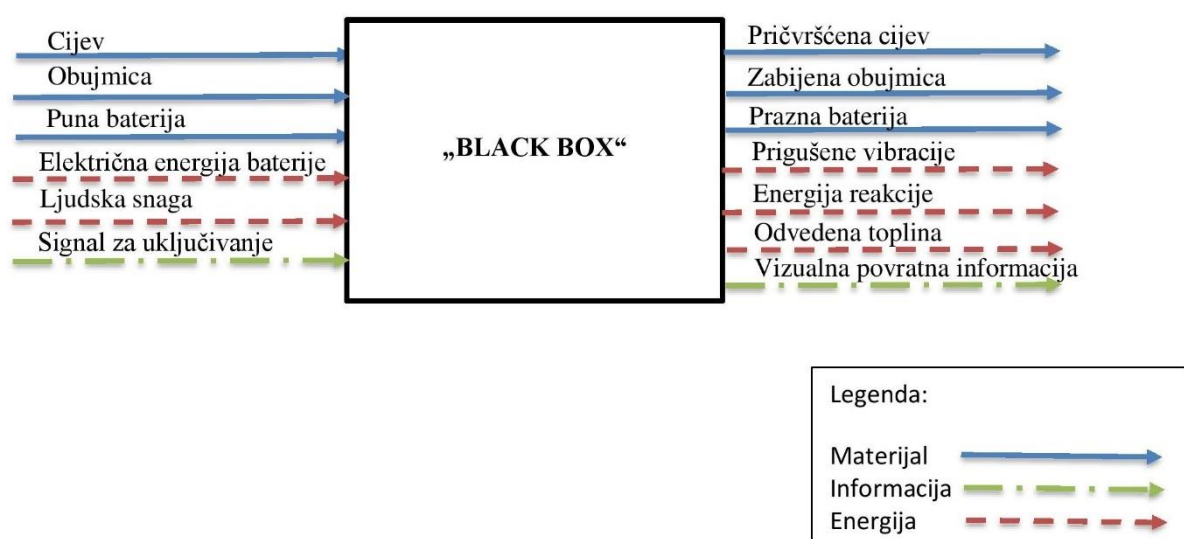 Cijev
Obujmica
Puna baterija
Električna energija baterije
Ljudska snaga
Signal za uključivanje
„BLACK BOX“
Pričvršćena cijev
Zabijena obujmica
Prazna baterija
Prigušene vibracije
Energija reakcije
Odvedena toplina
Vizualna povratna informacija
Legenda:
Materijal
Informacija
Energija